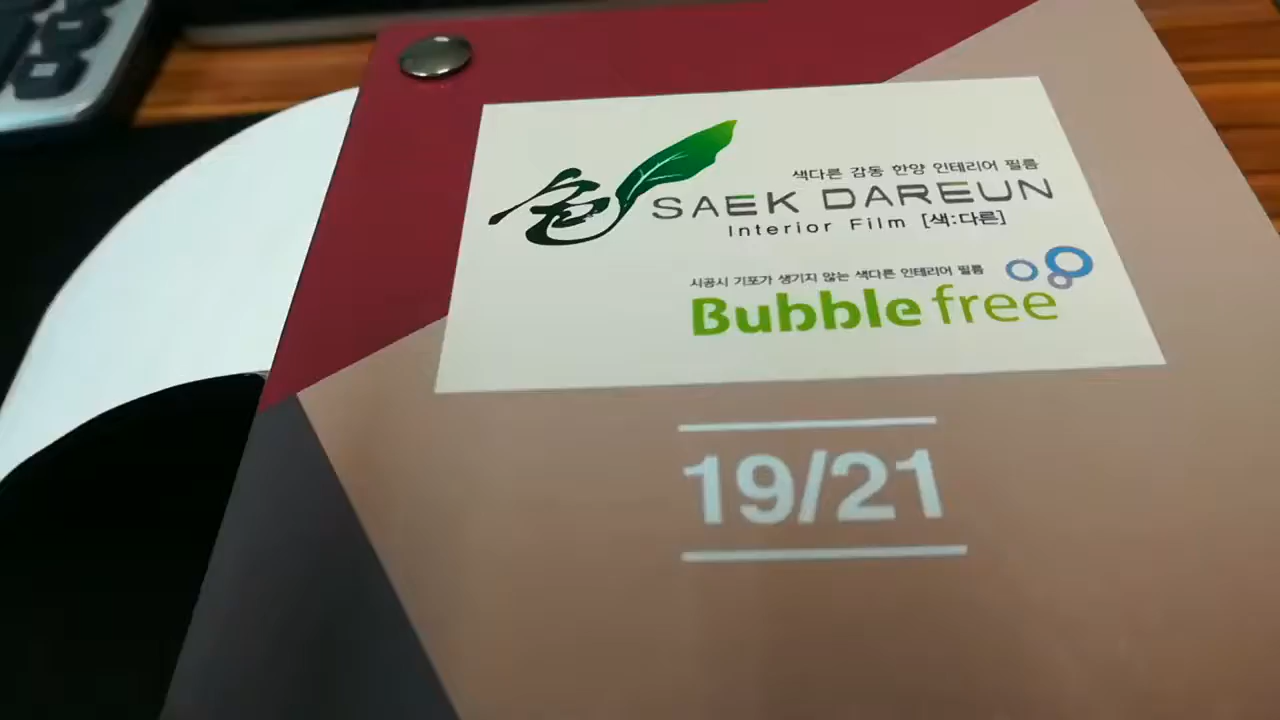 색다른 감동 한양 인테리어 필름
色 SAEK DAREUN
Interior Film [색:다른]
시공시 기포가 생기지 않는 색다른 인테리어 필름
Bubble free
19/21